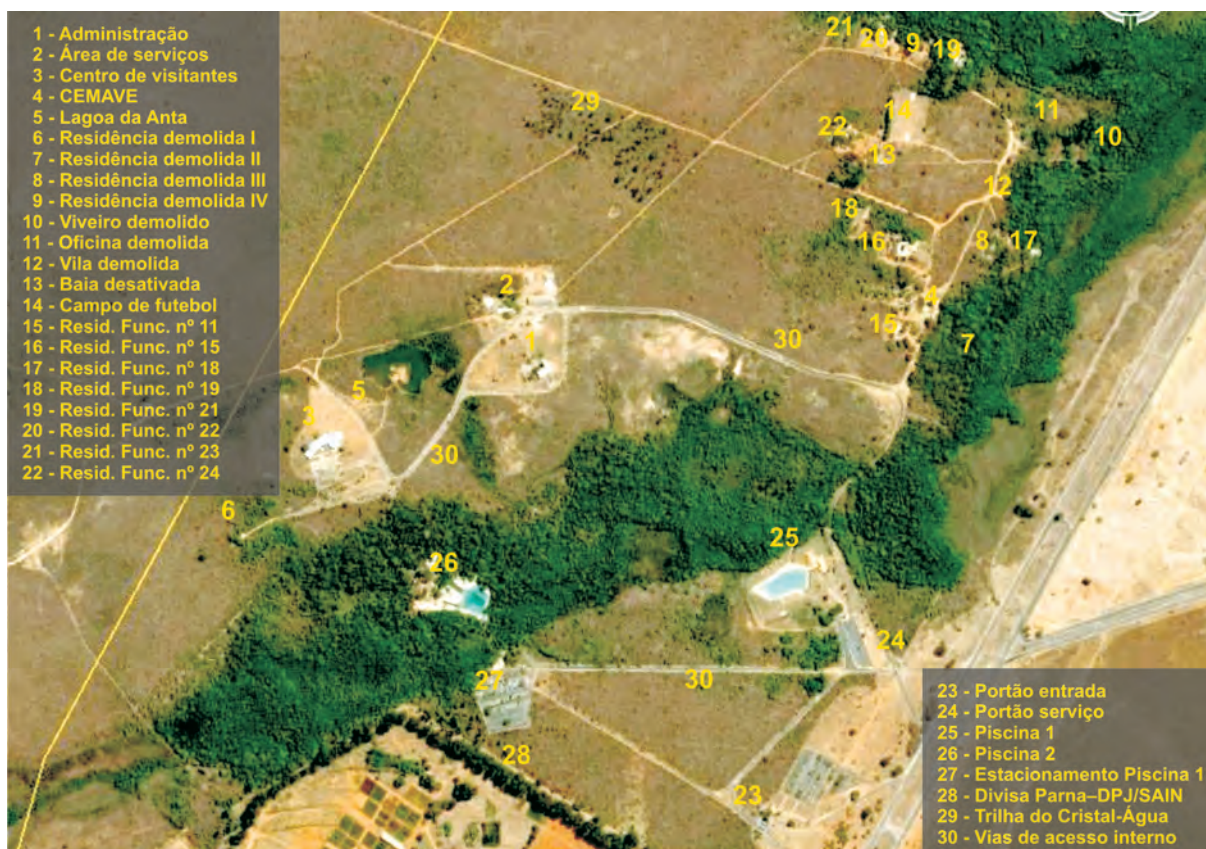 1 - Administração
2 - Área de serviços
3 - Centro de visitantes
4 - CEMAVE
5 - Lagoa da Anta
6 - Residência demolida I
7 - Residência demolida II
8 - Residência demolida III
9 - Residência demolida IV
10 - Viveiro demolido
11 - Oficina demolida
12 - Vila demolida
13 - Baia desativada
14 - Campo de futebol
15 - Resid. Func. nº 11
16 - Resid. Func. nº 15
17 - Resid. Func. nº 18
18 - Resid. Func. nº 19
19 - Resid. Func. nº 21
20 - Resid. Func. nº 22
21 - Resid. Func. nº 23
22 - Resid. Func. nº 24
21
20
9
19
29
14
11
22
13
10
12
18
16
8
17
2
4
15
1
30
7
5
3
30
6
25
26
24
27
30
28
23
23 - Portão entrada
24 - Portão serviço
25 - Piscina 1
26 - Piscina 2
27 - Estacionamento Piscina 1
28 - Divisa Parna–DPJ/SAIN
29 - Trilha do Cristal-Água
30 - Vias de acesso interno